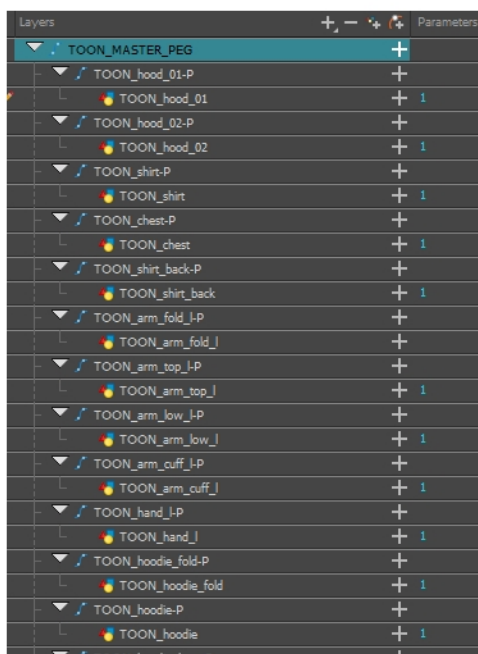 Layers Parameters
TOON_MASTER_PEG
TOON_hood_01-P
TOON_hood_01 1
TOON_hood_02-P
TOON_hood_02 1
TOON_shirt-P
TOON_shirt 1
TOON_chest-P
TOON_chest 1
TOON_shirt_back-P
TOON_shirt_back 1
TOON_arm_fold_l-P
TOON_arm_fold_l
TOON_arm_top_l-P
TOON_arm_top_l 1
TOON_arm_low_l-P
TOON_arm_low_l 1
TOON_arm_cuff_l-P
TOON_arm_cuff_l 1
TOON_hand_l-P
TOON_hand_l 1
TOON_hoodie_fold-P
TOON_hoodie_fold 1
TOON_hoodie-P
TOON_hoodie 1